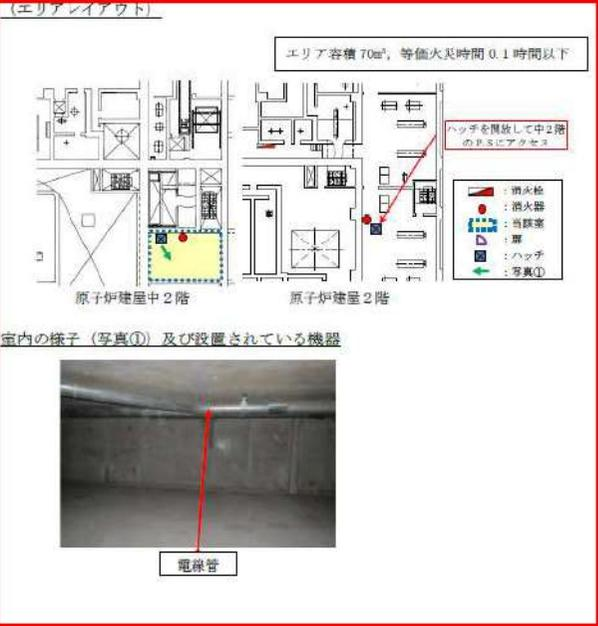 (エリアレイアウト)
エリア容積 70m³, 等価火災時間 0.1 時間以下
ハッチを開放して中2階
のP.Sにアクセス
：消火栓
：消火器
：当該室
：扉
：ハッチ
：写真①
原子炉建屋中2階
原子炉建屋2階
室内の様子（写真①）及び設置されている機器
電線管